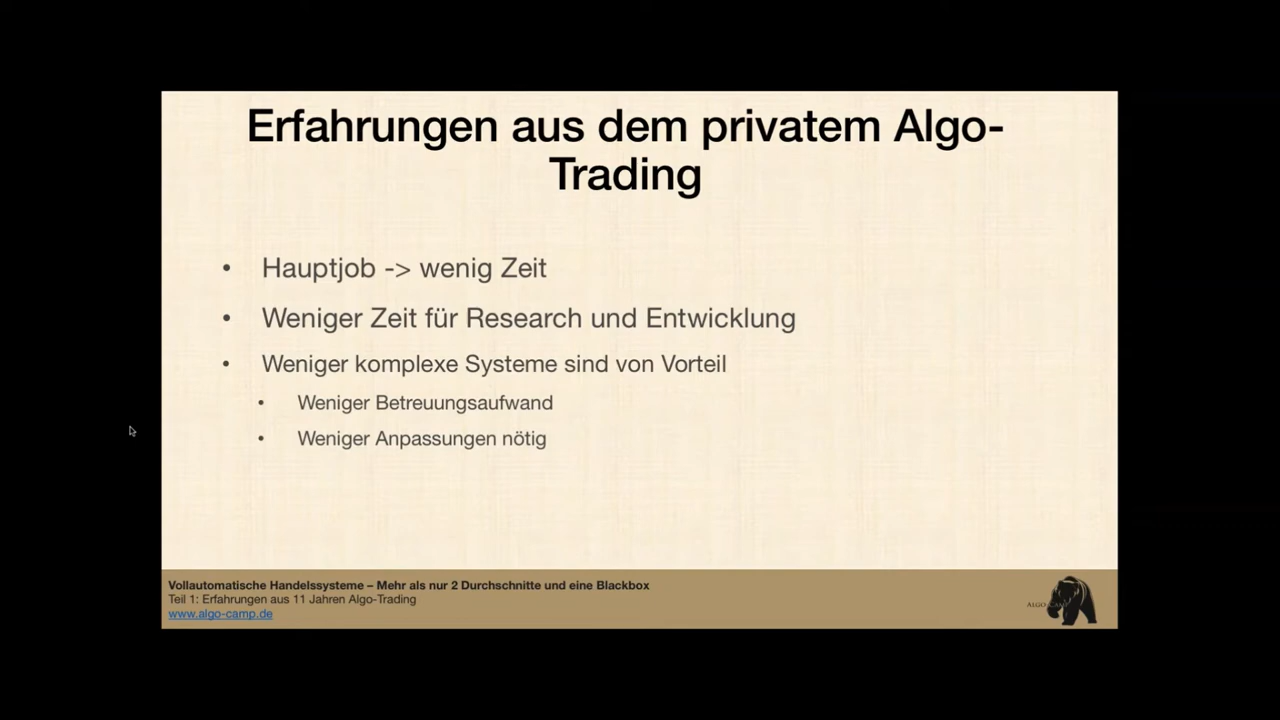 Erfahrungen aus dem privatem Algo-
Trading
• Hauptjob -> wenig Zeit
• Weniger Zeit für Research und Entwicklung
• Weniger komplexe Systeme sind von Vorteil
• Weniger Betreuungsaufwand
• Weniger Anpassungen nötig
Vollautomatische Handelssysteme – Mehr als nur 2 Durchschnitte und eine Blackbox
Teil 1: Erfahrungen aus 11 Jahren Algo-Trading
www.algo-camp.de
ALGO-CAMP